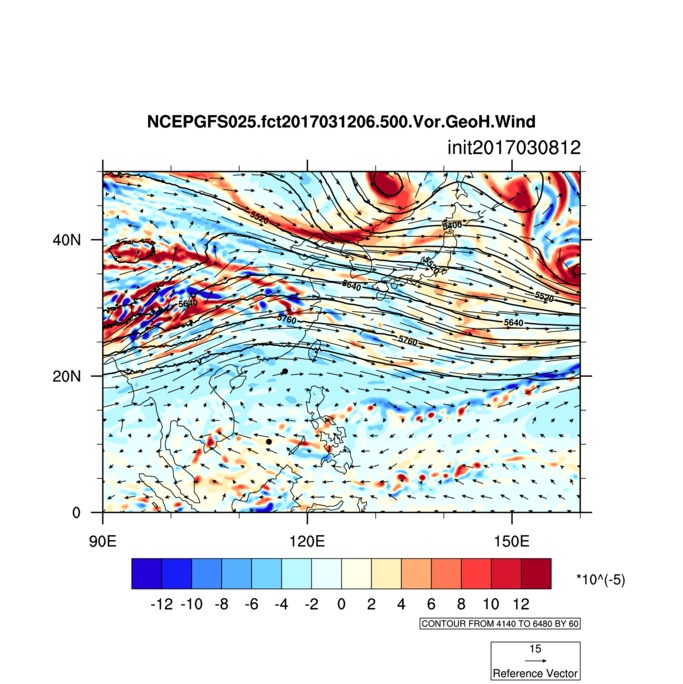 NCEPGFS025.fct2017031206.500.Vor.GeoH.Wind
init2017030812
5520
5400
40N
5520
5640
5520
5640
5760
5640
5760
20N
0
90E 120E 150E
-12 -10 -8 -6 -4 -2 0 2 4 6 8 10 12
*10^(-5)
CONTOUR FROM 4140 TO 6480 BY 60
15
Reference Vector